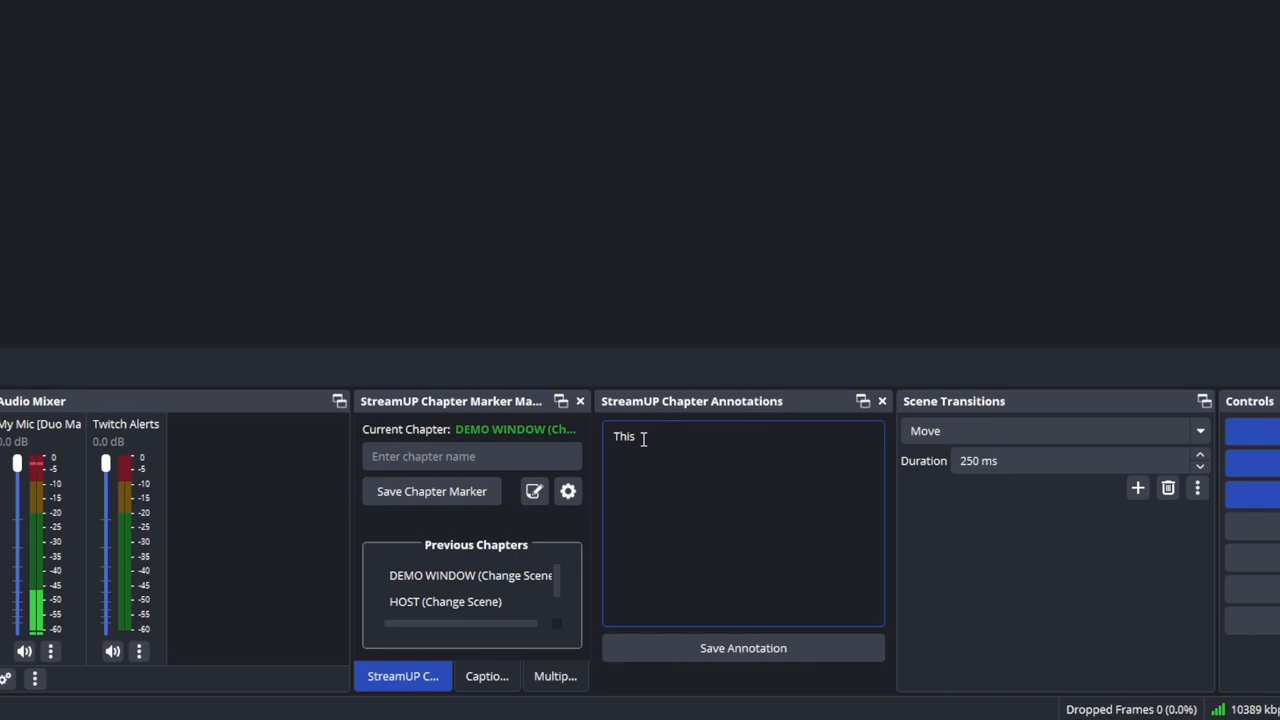 Audio Mixer
My Mic [Duo Ma
0.0 dB
0
-5
-10
-15
-20
-25
-30
-35
-40
-45
-50
-55
-60
Twitch Alerts
0.0 dB
0
-5
-10
-15
-20
-25
-30
-35
-40
-45
-50
-55
-60
StreamUP Chapter Marker Ma...
Current Chapter: DEMO WINDOW (Ch...
Enter chapter name
Save Chapter Marker
Previous Chapters
DEMO WINDOW (Change Scene
HOST (Change Scene)
StreamUP C...
Captio...
Multip...
StreamUP Chapter Annotations
This
Save Annotation
Scene Transitions
Move
Duration 250 ms
Controls
Dropped Frames 0 (0.0%)
10389 kbp